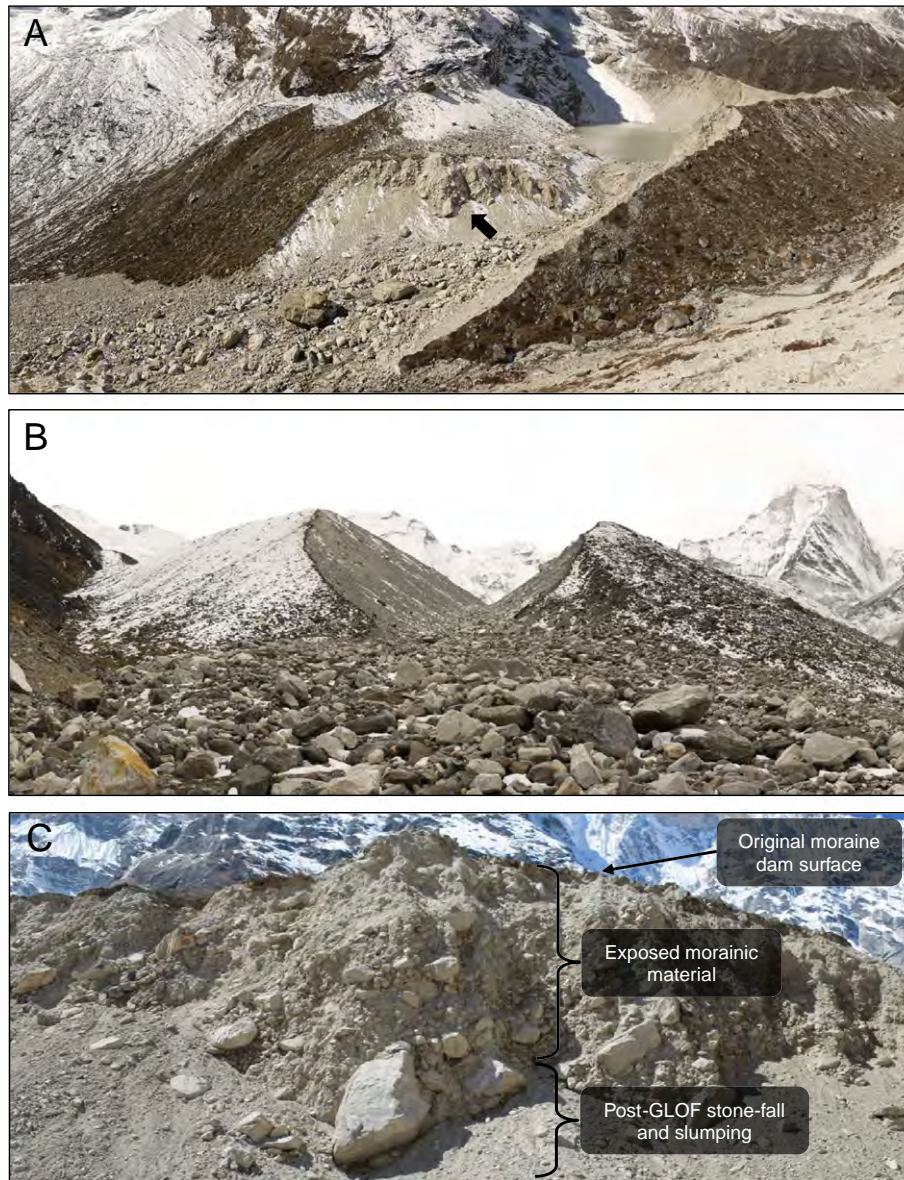 A
B
C
Original moraine
dam surface
Exposed morainic
material
Post-GLOF stone-fall
and slumping